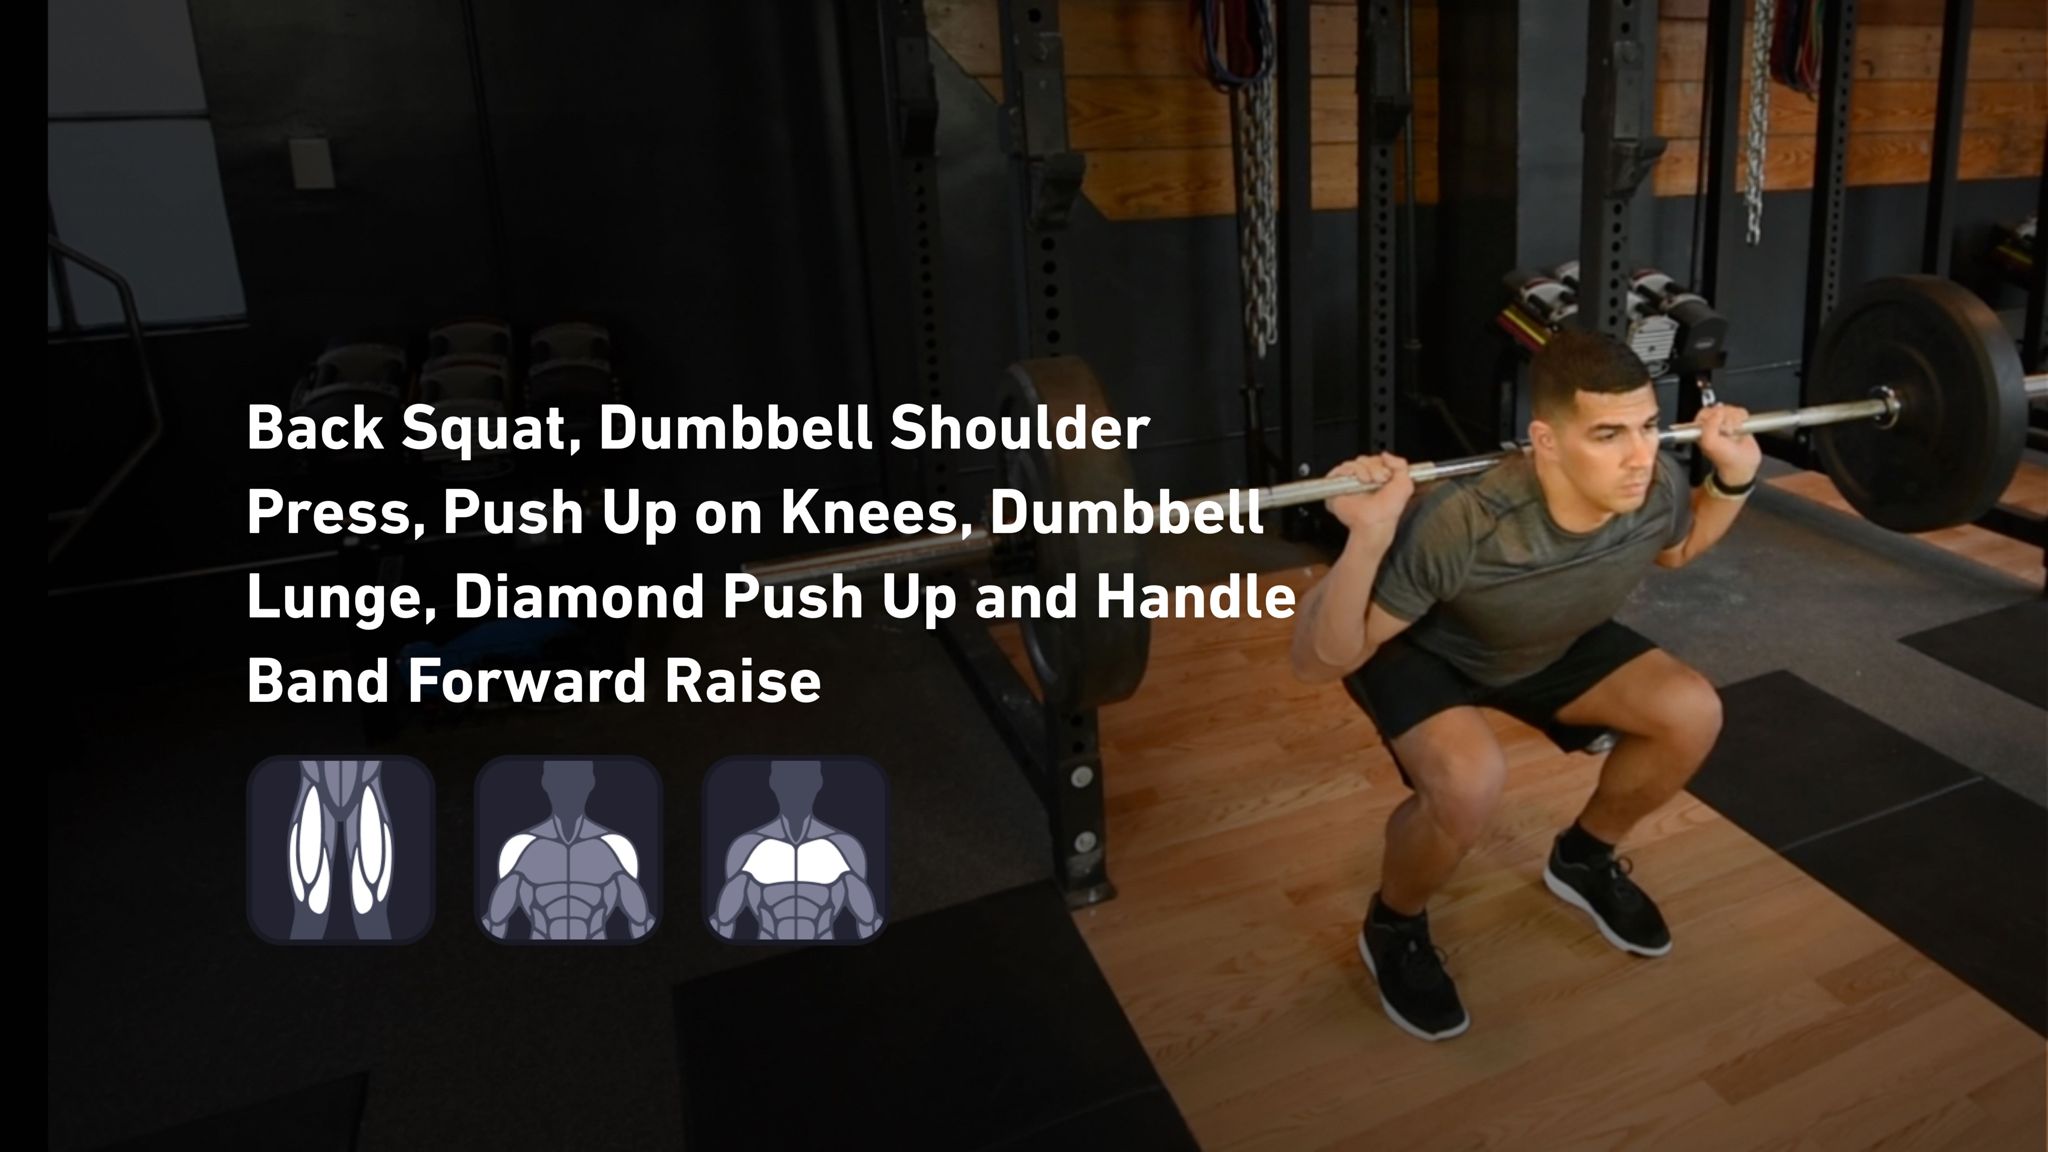 Back Squat, Dumbbell Shoulder
Press, Push Up on Knees, Dumbbell
Lunge, Diamond Push Up and Handle
Band Forward Raise